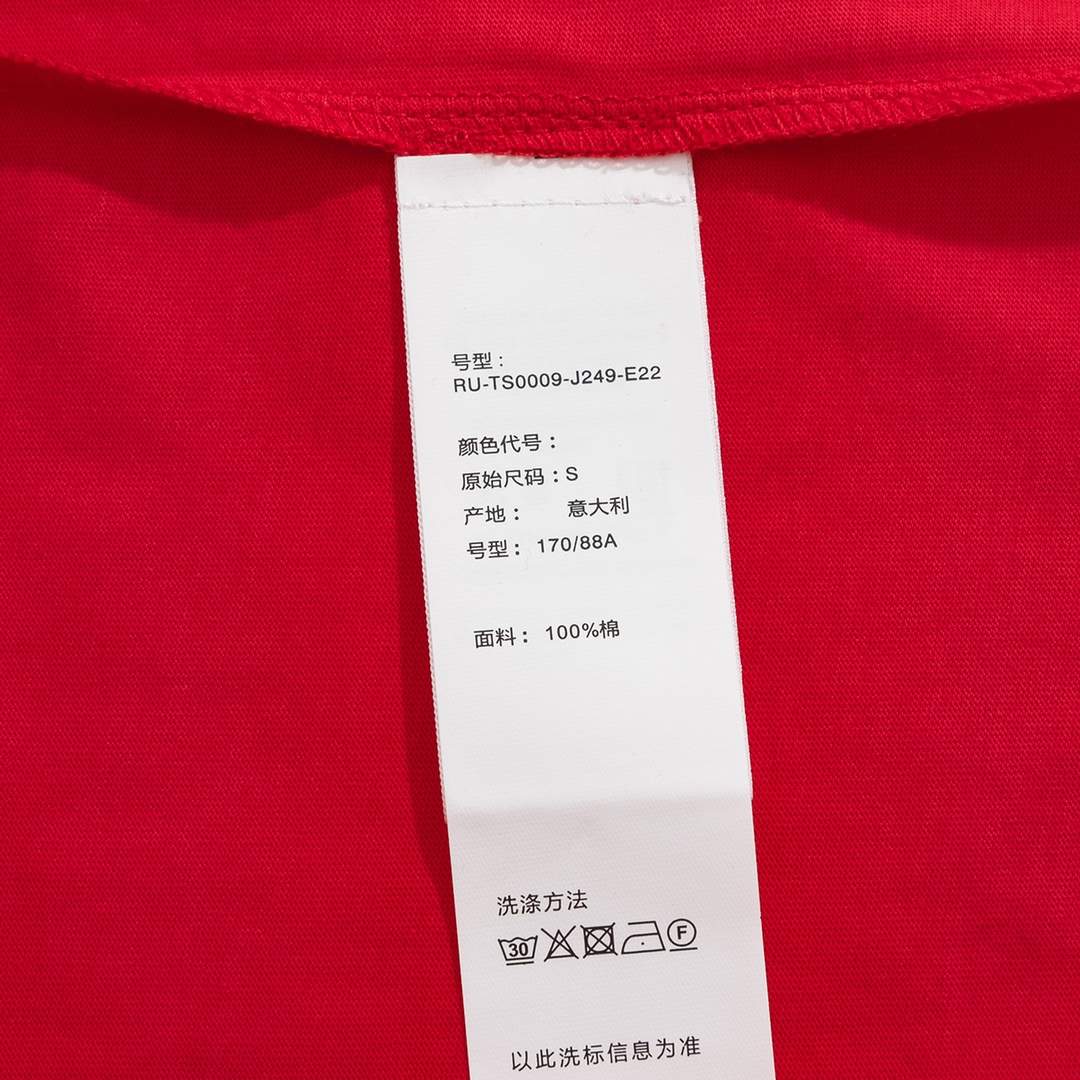 号型:
RU-TS0009-J249-E22
颜色代号：
原始尺码：S
产地： 意大利
号型： 170/88A
面料： 100%棉
洗涤方法
30 F
以此洗标信息为准